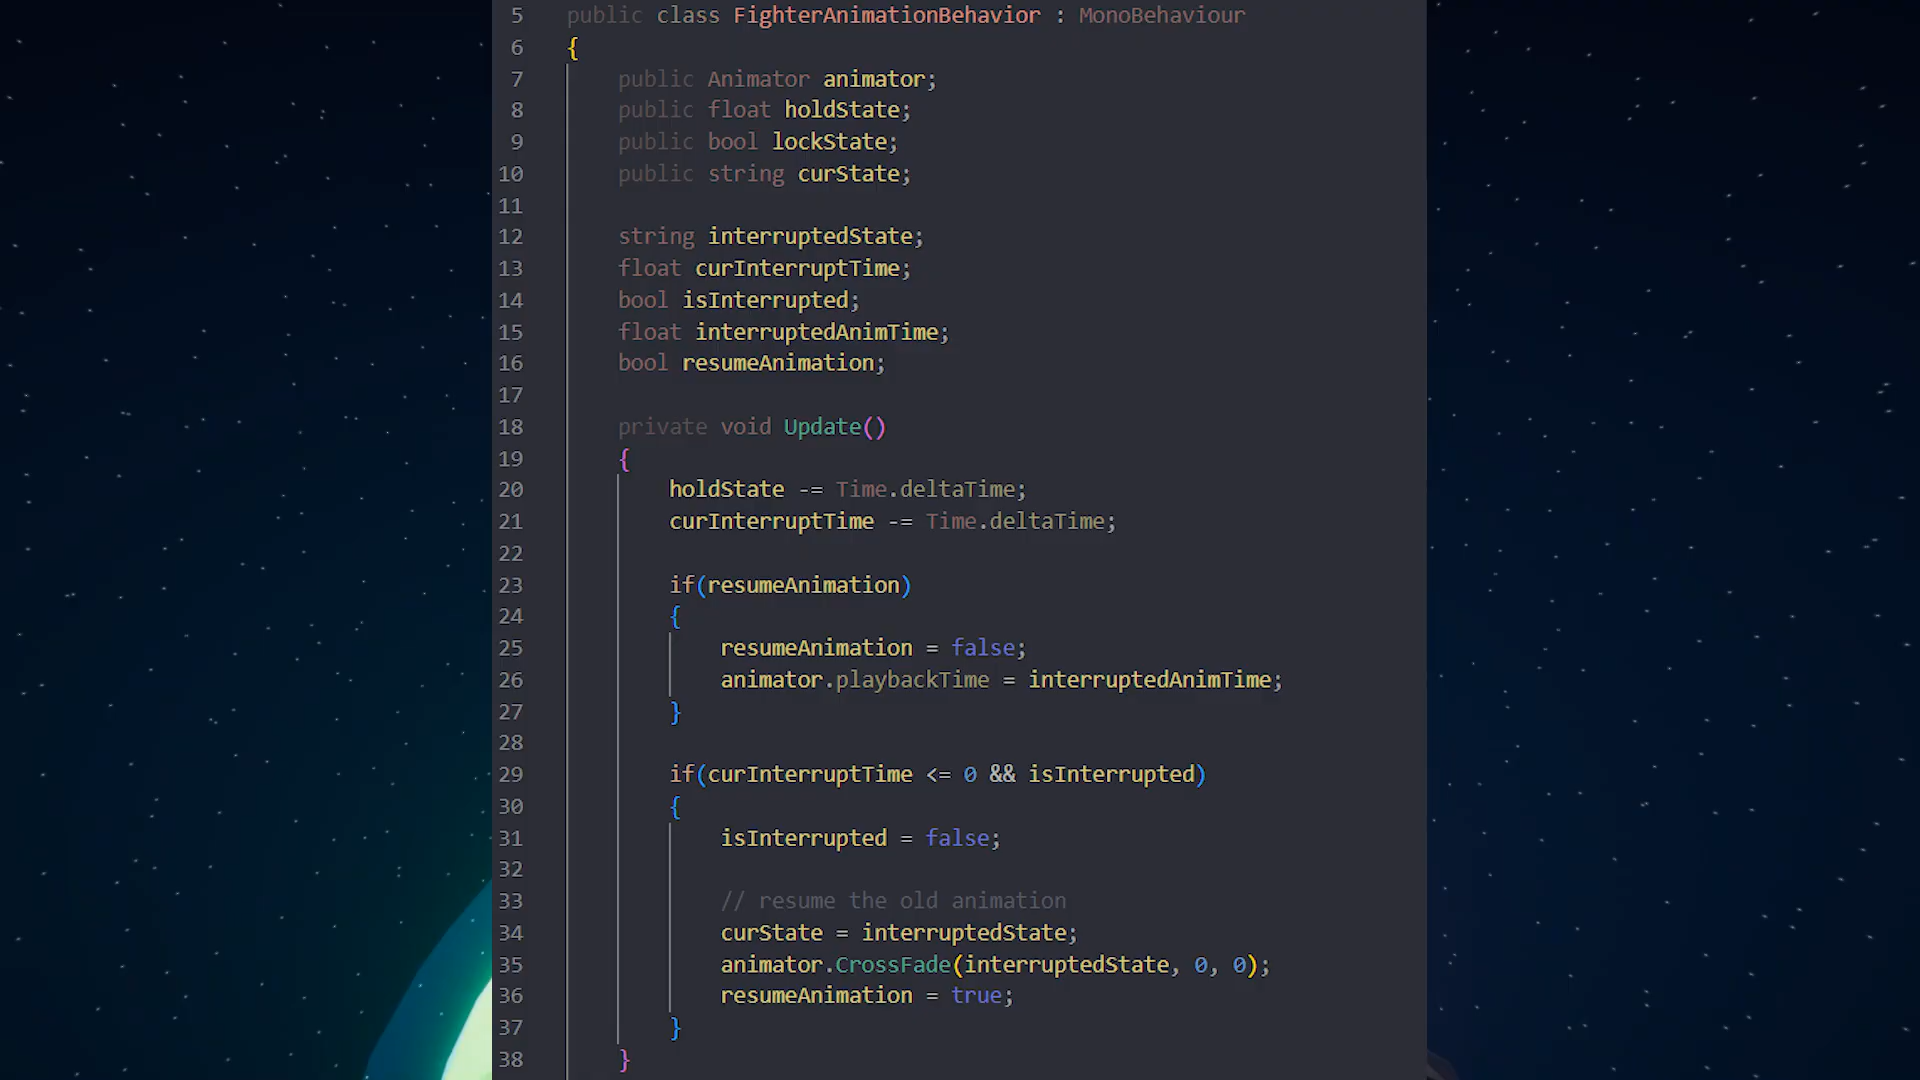 5 public class FighterAnimationBehavior : MonoBehaviour
6 {
7 public Animator animator;
8 public float holdState;
9 public bool lockState;
10 public string curState;
11
12 string interruptedState;
13 float curInterruptTime;
14 bool isInterrupted;
15 float interruptedAnimTime;
16 bool resumeAnimation;
17
18 private void Update()
19 {
20 holdState -= Time.deltaTime;
21 curInterruptTime -= Time.deltaTime;
22
23 if(resumeAnimation)
24 {
25 resumeAnimation = false;
26 animator.playbackTime = interruptedAnimTime;
27 }
28
29 if(curInterruptTime <= 0 && isInterrupted)
30 {
31 isInterrupted = false;
32
33 // resume the old animation
34 curState = interruptedState;
35 animator.CrossFade(interruptedState, 0, 0);
36 resumeAnimation = true;
37 }
38 }